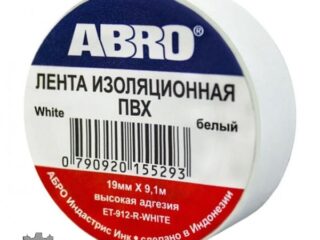 ABRO®
ЛЕНТА ИЗОЛЯЦИОННАЯ
ПВХ
White
белый
0 790920 155293
19мм X 9,1м
высокая адгезия
ET-912-R-WHITE
АБРО Индастрис Инк • сделано в Индонезии